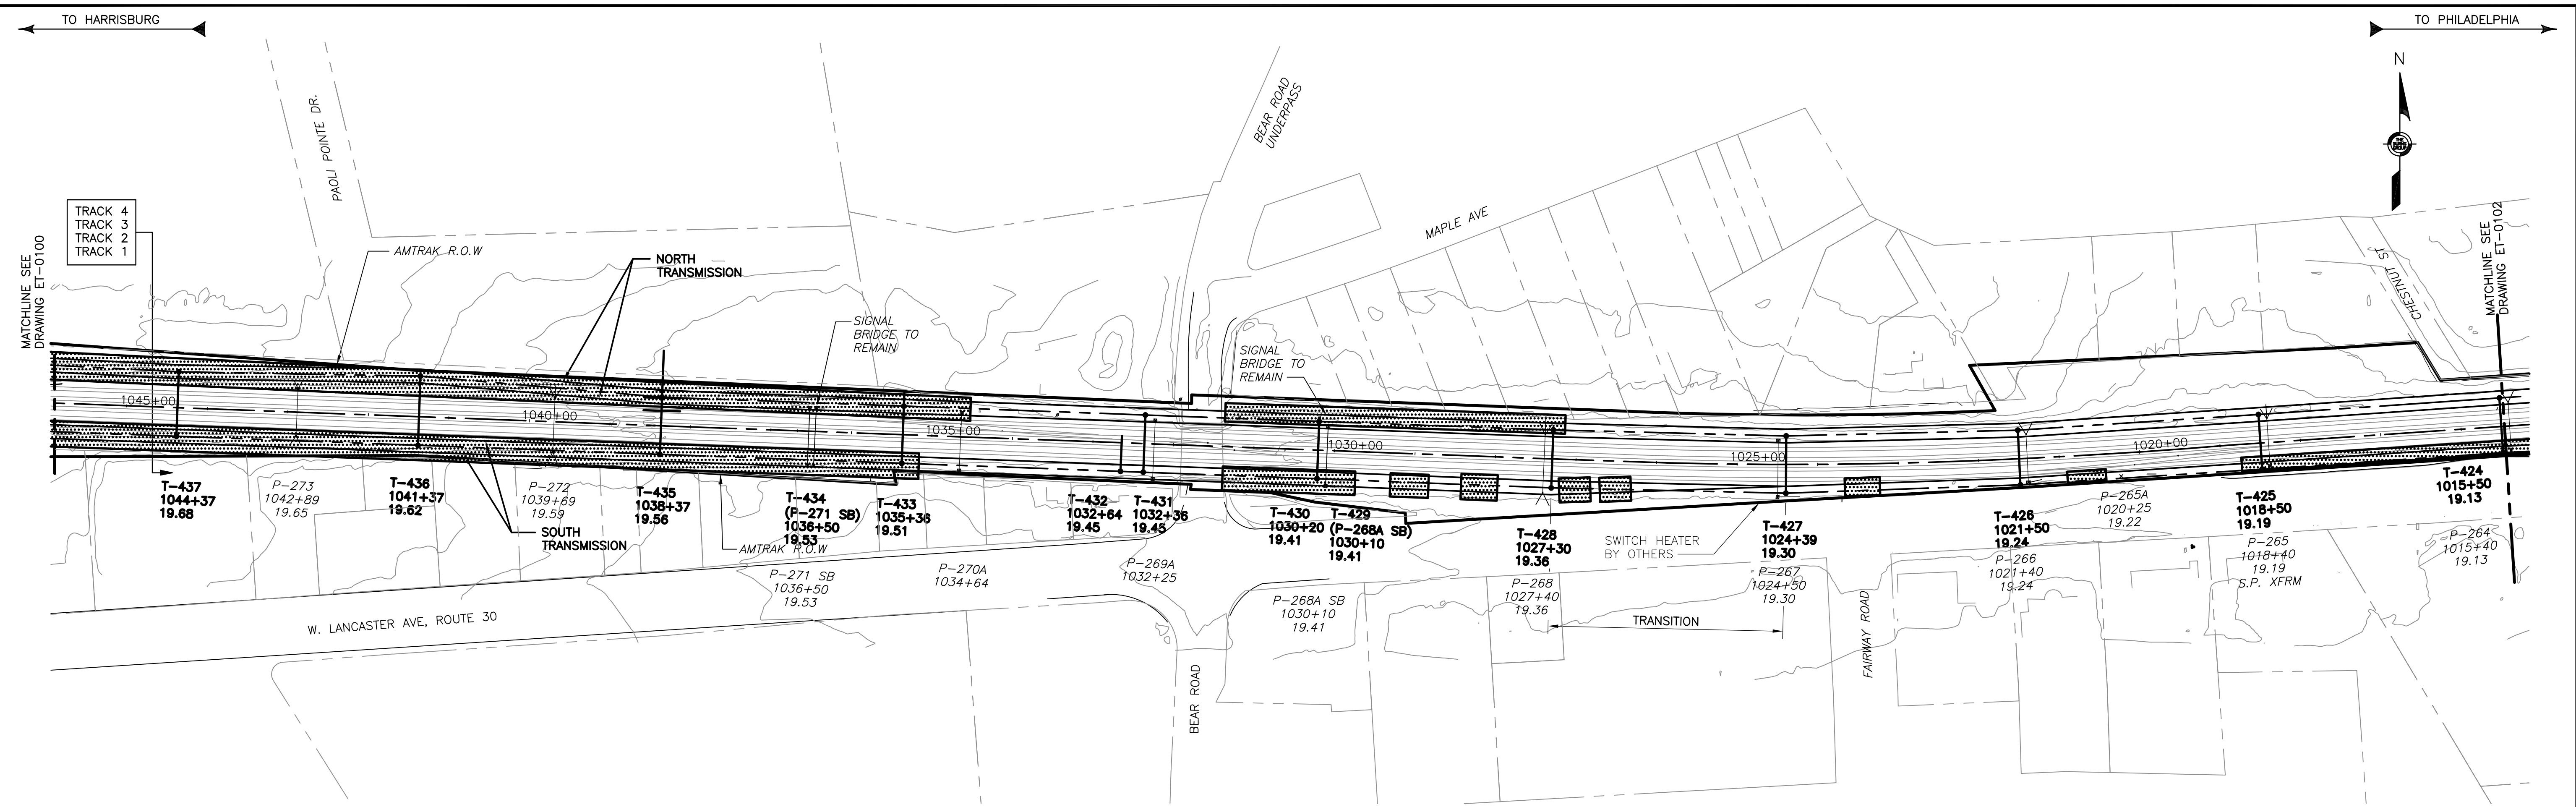 TO HARRISBURG
TO PHILADELPHIA
N
THE
BURNS
GROUP
PAOLI POINTE DR.
BEAR ROAD
UNDERPASS
MAPLE AVE
CHESTNUT ST
MATCHLINE SEE
DRAWING ET-0100
MATCHLINE SEE
DRAWING ET-0102
TRACK 4
TRACK 3
TRACK 2
TRACK 1
AMTRAK R.O.W
NORTH
TRANSMISSION
SIGNAL
BRIDGE TO
REMAIN
SIGNAL
BRIDGE TO
REMAIN
1045+00
1040+00
1035+00
1030+00
1025+00
1020+00
T-437
1044+37
19.68
P-273
1042+89
19.65
T-436
1041+37
19.62
P-272
1039+69
19.59
SOUTH
TRANSMISSION
T-435
1038+37
19.56
AMTRAK R.O.W
T-434
(P-271 SB)
1036+50
19.53
P-271 SB
1036+50
19.53
T-433
1035+36
19.51
P-270A
1034+64
T-432
1032+64
19.45
T-431
1032+36
19.45
P-269A
1032+25
T-430
1030+20
19.41
T-429
(P-268A SB)
1030+10
19.41
P-268A SB
1030+10
19.41
T-428
1027+30
19.36
P-268
1027+40
19.36
SWITCH HEATER
BY OTHERS
TRANSITION
T-427
1024+39
19.30
P-267
1024+50
19.30
T-426
1021+50
19.24
P-266
1021+40
19.24
P-265A
1020+25
19.22
T-425
1018+50
19.19
P-265
1018+40
19.19
S.P. XFRM
T-424
1015+50
19.13
P-264
1015+40
19.13
W. LANCASTER AVE, ROUTE 30
BEAR ROAD
FAIRWAY ROAD